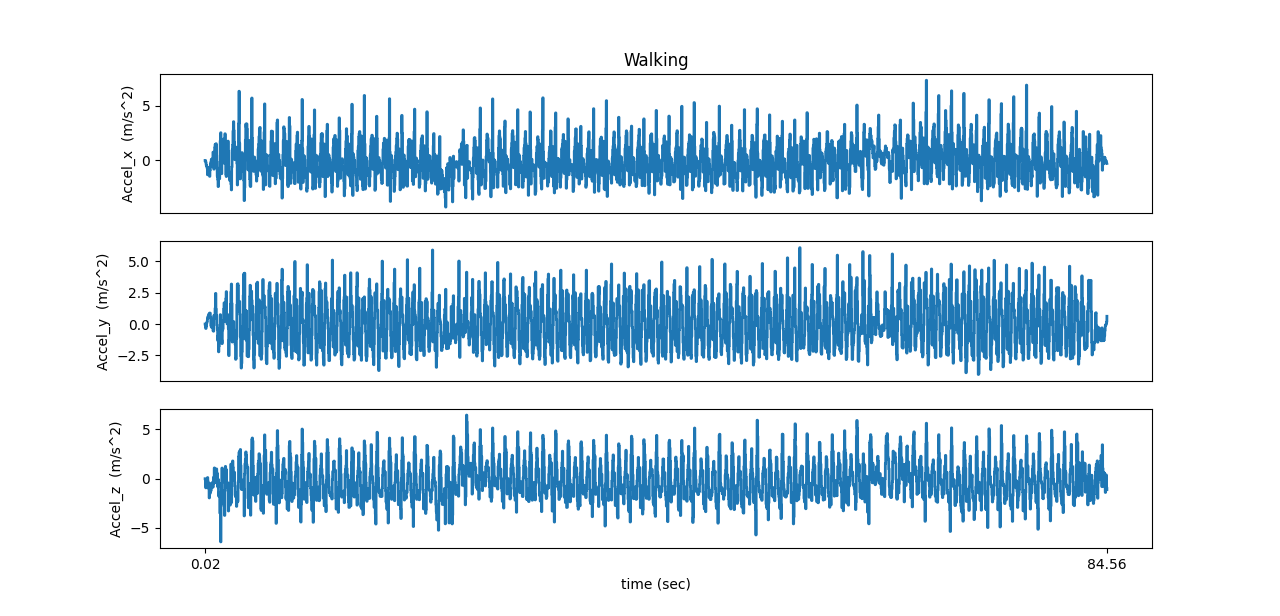 Walking
Accel_x (m/s^2)
5
0
Accel_y (m/s^2)
5.0
2.5
0.0
−2.5
Accel_z (m/s^2)
5
0
−5
0.02 84.56
time (sec)